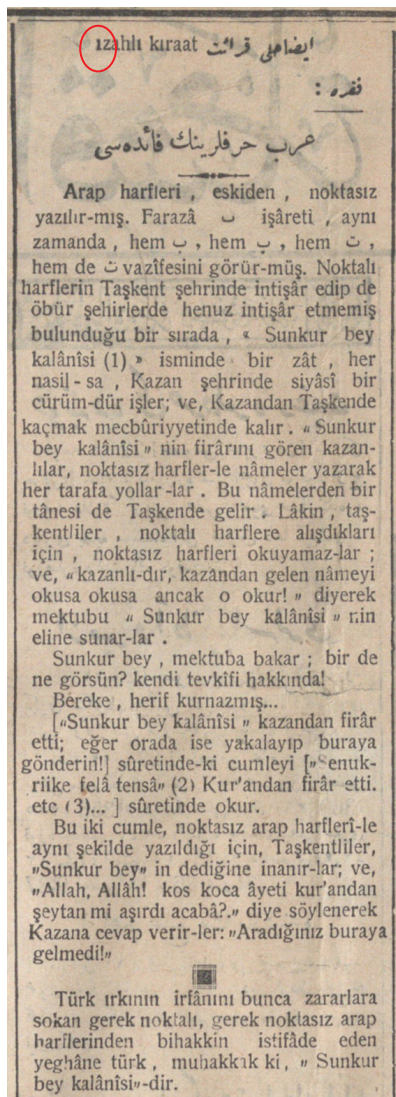 ızahlı kıraat ايضاحلى قرائت
فقره :
عرب حرفلرينك فائده سى
Arap harfleri , eskiden , noktasız
yazılır-mış. Farazâ ٮ işâreti , aynı
zamanda , hem ب , hem پ , hem ت ,
hem de ث vazîfesini görür-müş. Noktalı
harflerin Taşkent şehrinde intişâr edip de
öbür şehirlerde henuz intişâr etmemiş
bulunduğu bir sırada , « Sunkur bey
kalânîsi (1) » isminde bir zât , her
nasil - sa , Kazan şehrinde siyâsî bir
cürüm-dür işler; ve, Kazandan Taşkende
kaçmak mecbûriyyetinde kalır. «Sunkur
bey kalânîsi» nin firârını gören kazan-
lılar, noktasız harfler-le nâmeler yazarak
her tarafa yollar-lar . Bu nâmelerden bir
tânesi de Taşkende gelir . Lâkin , taş-
kentliler , noktalı harflere alışdıkları
için , noktasız harfleri okuyamaz-lar ;
ve, «kazanlı-dır, kazandan gelen nâmeyi
okusa okusa ancak o okur! » diyerek
mektubu « Sunkur bey kalânîsi » nin
eline sunar-lar .
Sunkur bey , mektuba bakar ; bir de
ne görsün? kendi tevkîfi hakkında!
Bereke , herif kurnazmış...
[«Sunkur bey kalânîsi » kazandan firâr
etti; eğer orada ise yakalayıp buraya
gönderin!] sûretinde-ki cumleyi [»Senuk-
riike felâ tensâ» (2) Kur'andan firâr etti.
etc (3)... ] sûretinde okur.
Bu iki cumle, noktasız arap harflerî-le
aynı şekilde yazıldığı için, Taşkentliler,
»Sunkur bey» in dediğine inanır-lar; ve,
»Allah, Allâh! kos koca âyeti kur'andan
şeytan mi aşırdı acabâ?.» diye söylenerek
Kazana cevap verir-ler: »Aradığınız buraya
gelmedi!»
Türk ırkının irfânını bunca zararlara
sokan gerek noktalı, gerek noktasız arap
harflerinden bihakkin istifâde eden
yeghâne türk , muhakkık ki , » Sunkur
bey kalânîsi»-dir.